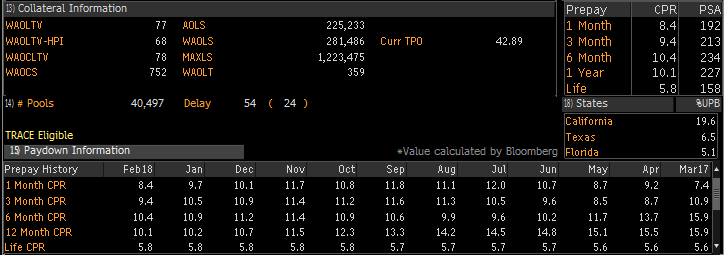 13) Collateral Information
WAOLTV 77 AOLS 225,233
WAOLTV-HPI 68 WAOLS 281,486 Curr TPO 42.89
WAOCLTV 78 MAXLS 1,223,475
WAOCS 752 WAOLT 359
14) # Pools 40,497 Delay 54 ( 24 )
TRACE Eligible
Prepay CPR PSA
1 Month 8.4 192
3 Month 9.4 213
6 Month 10.4 234
1 Year 10.1 227
Life 5.8 158
18) States %UPB
California 19.6
Texas 6.5
Florida 5.1
15) Paydown Information *Value calculated by Bloomberg
Prepay History Feb18 Jan Dec Nov Oct Sep Aug Jul Jun May Apr Mar17
1 Month CPR 8.4 9.7 10.1 11.7 10.8 11.8 11.1 12.0 10.7 8.7 9.2 7.4
3 Month CPR 9.4 10.5 10.9 11.4 11.2 11.6 11.3 10.5 9.6 8.5 8.7 10.9
6 Month CPR 10.4 10.9 11.2 11.4 10.9 10.6 9.9 9.6 10.2 11.7 13.7 15.9
12 Month CPR 10.1 10.2 10.7 11.5 12.3 13.3 14.2 14.5 14.8 15.1 15.5 15.9
Life CPR 5.8 5.8 5.8 5.8 5.8 5.7 5.7 5.7 5.7 5.6 5.6 5.6